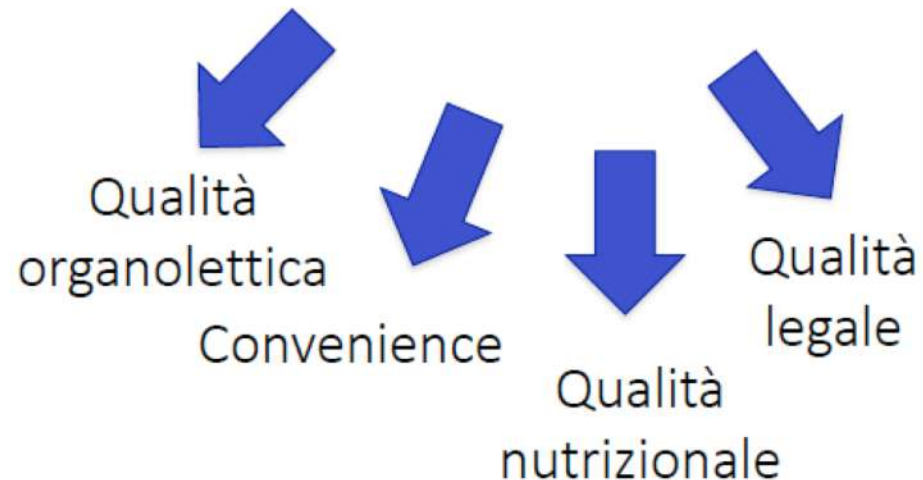 Qualità
organolettica
Convenience
Qualità
nutrizionale
Qualità
legale